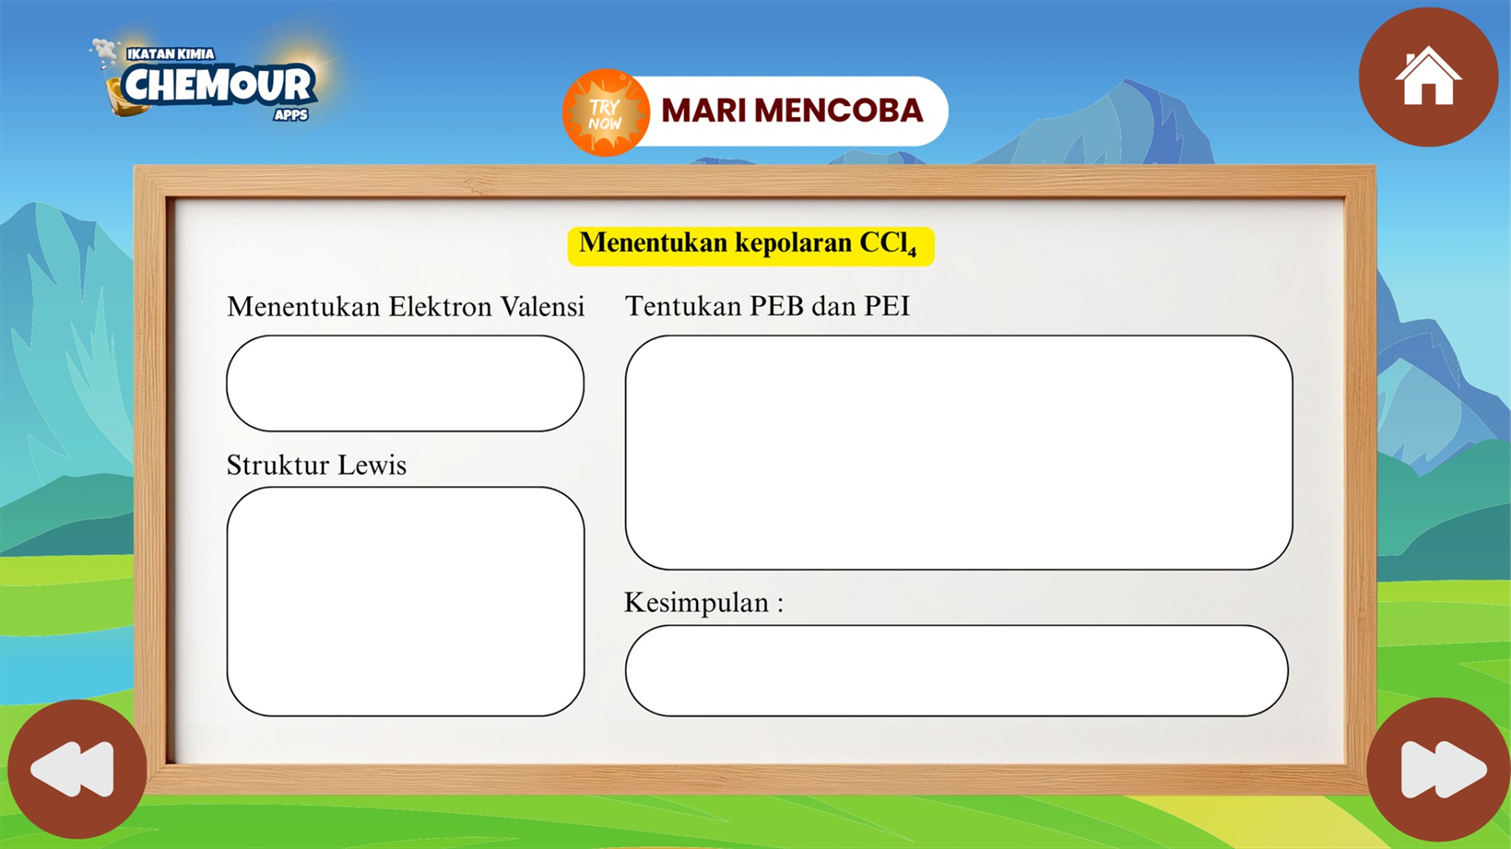 IKATAN KIMIA
CHEMOUR
APPS
TRY
NOW
MARI MENCOBA
Menentukan kepolaran CCl₄
Menentukan Elektron Valensi
Struktur Lewis
Tentukan PEB dan PEI
Kesimpulan :